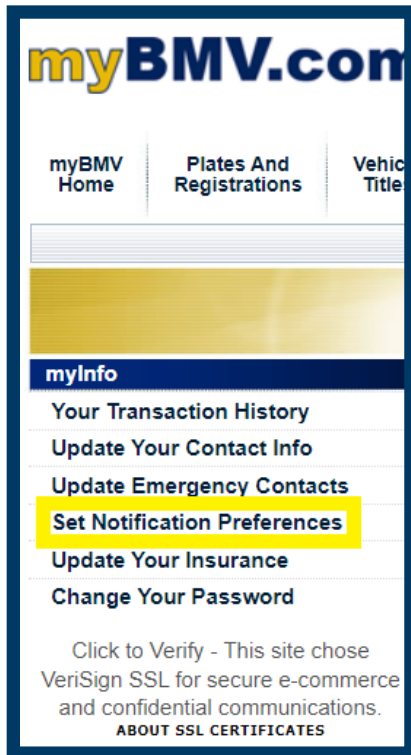 myBMV.com
myBMV Home
Plates And Registrations
myInfo
Your Transaction History
Update Your Contact Info
Update Emergency Contacts
Set Notification Preferences
Update Your Insurance
Change Your Password
Click to Verify - This site chose
VeriSign SSL for secure e-commerce
and confidential communications.
ABOUT SSL CERTIFICATES